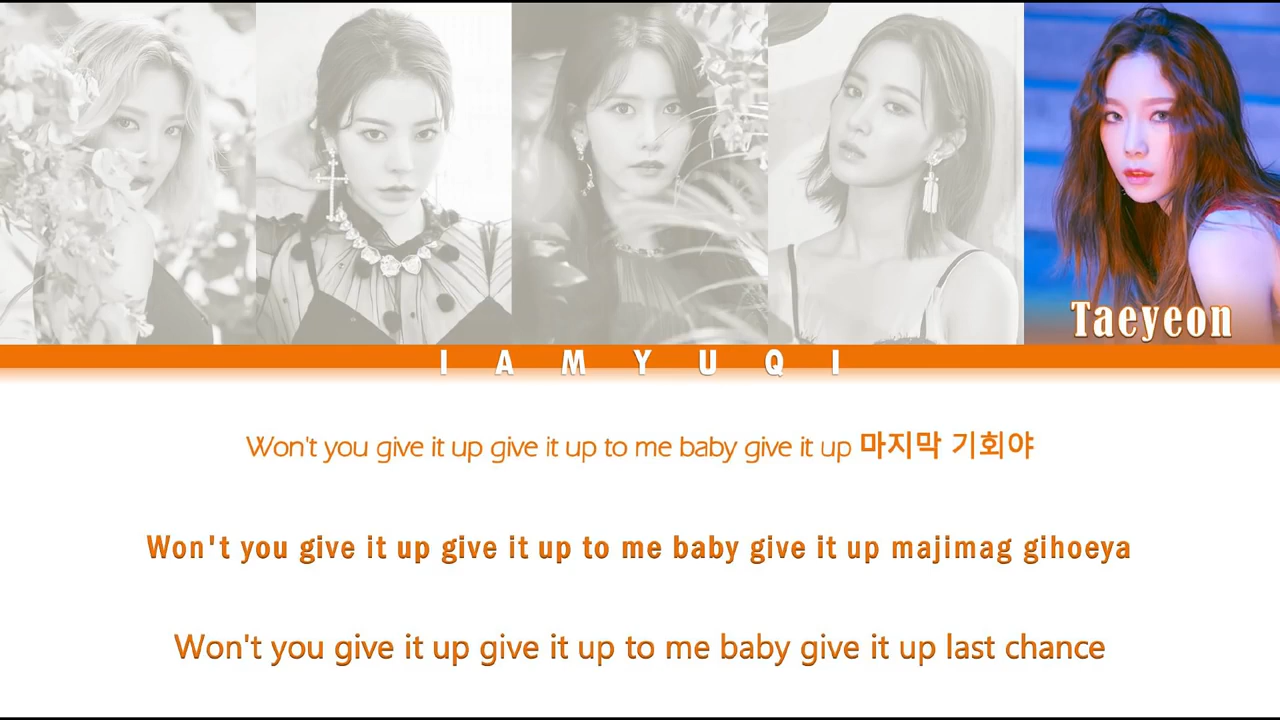 Taeyeon
I A M Y U Q I
Won't you give it up give it up to me baby give it up 마지막 기회야
Won't you give it up give it up to me baby give it up majimag gihoeya
Won't you give it up give it up to me baby give it up last chance